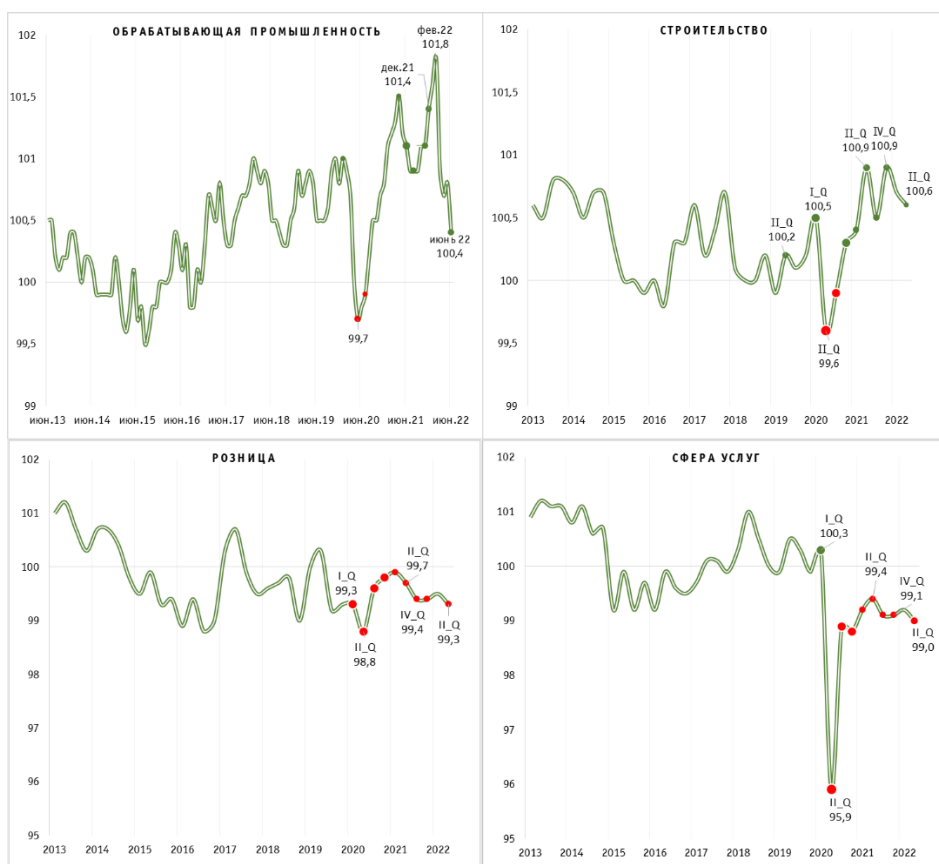 ОБРАБАТЫВАЮЩАЯ ПРОМЫШЛЕННОСТЬ
102
101,5
101
100,5
100
99,5
99
июн.13 июн.14 июн.15 июн.16 июн.17 июн.18 июн.19 июн.20 июн.21 июн.22
дек.21
101,4
фев.22
101,8
99,7
июнь 22
100,4
СТРОИТЕЛЬСТВО
102
101,5
101
100,5
100
99,5
99
2013 2014 2015 2016 2017 2018 2019 2020 2021 2022
II_Q
100,2
I_Q
100,5
II_Q
99,6
II_Q
100,9
IV_Q
100,9
II_Q
100,6
РОЗНИЦА
102
101
100
99
98
97
96
95
2013 2014 2015 2016 2017 2018 2019 2020 2021 2022
I_Q
99,3
II_Q
98,8
II_Q
99,7
IV_Q
99,4
II_Q
99,3
СФЕРА УСЛУГ
102
101
100
99
98
97
96
95
2013 2014 2015 2016 2017 2018 2019 2020 2021 2022
I_Q
100,3
II_Q
95,9
II_Q
99,4
IV_Q
99,1
II_Q
99,0